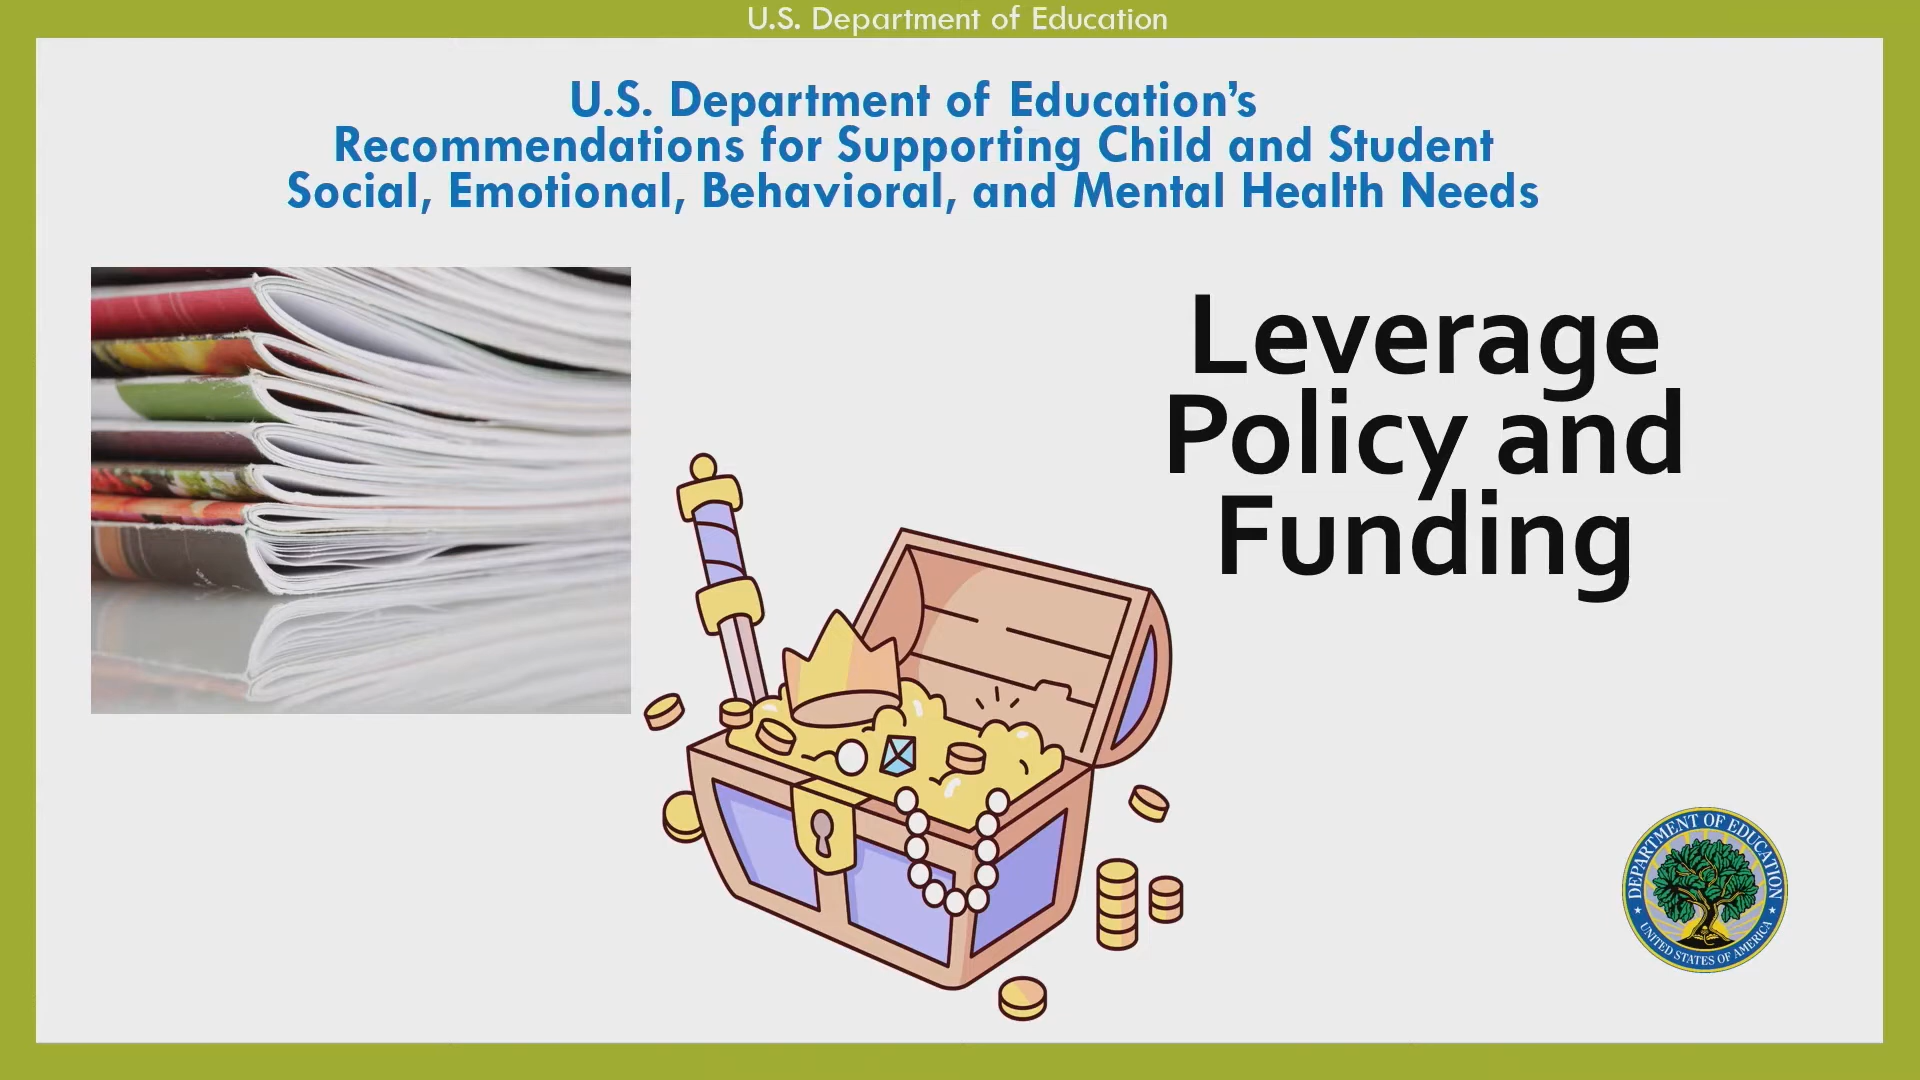 U.S. Department of Education
U.S. Department of Education’s
Recommendations for Supporting Child and Student
Social, Emotional, Behavioral, and Mental Health Needs
Leverage
Policy and
Funding
DEPARTMENT OF EDUCATION
UNITED STATES OF AMERICA